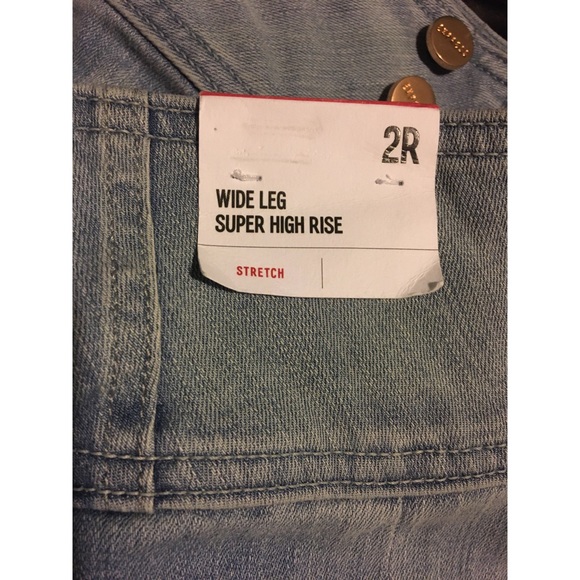 2R
WIDE LEG
SUPER HIGH RISE
STRETCH